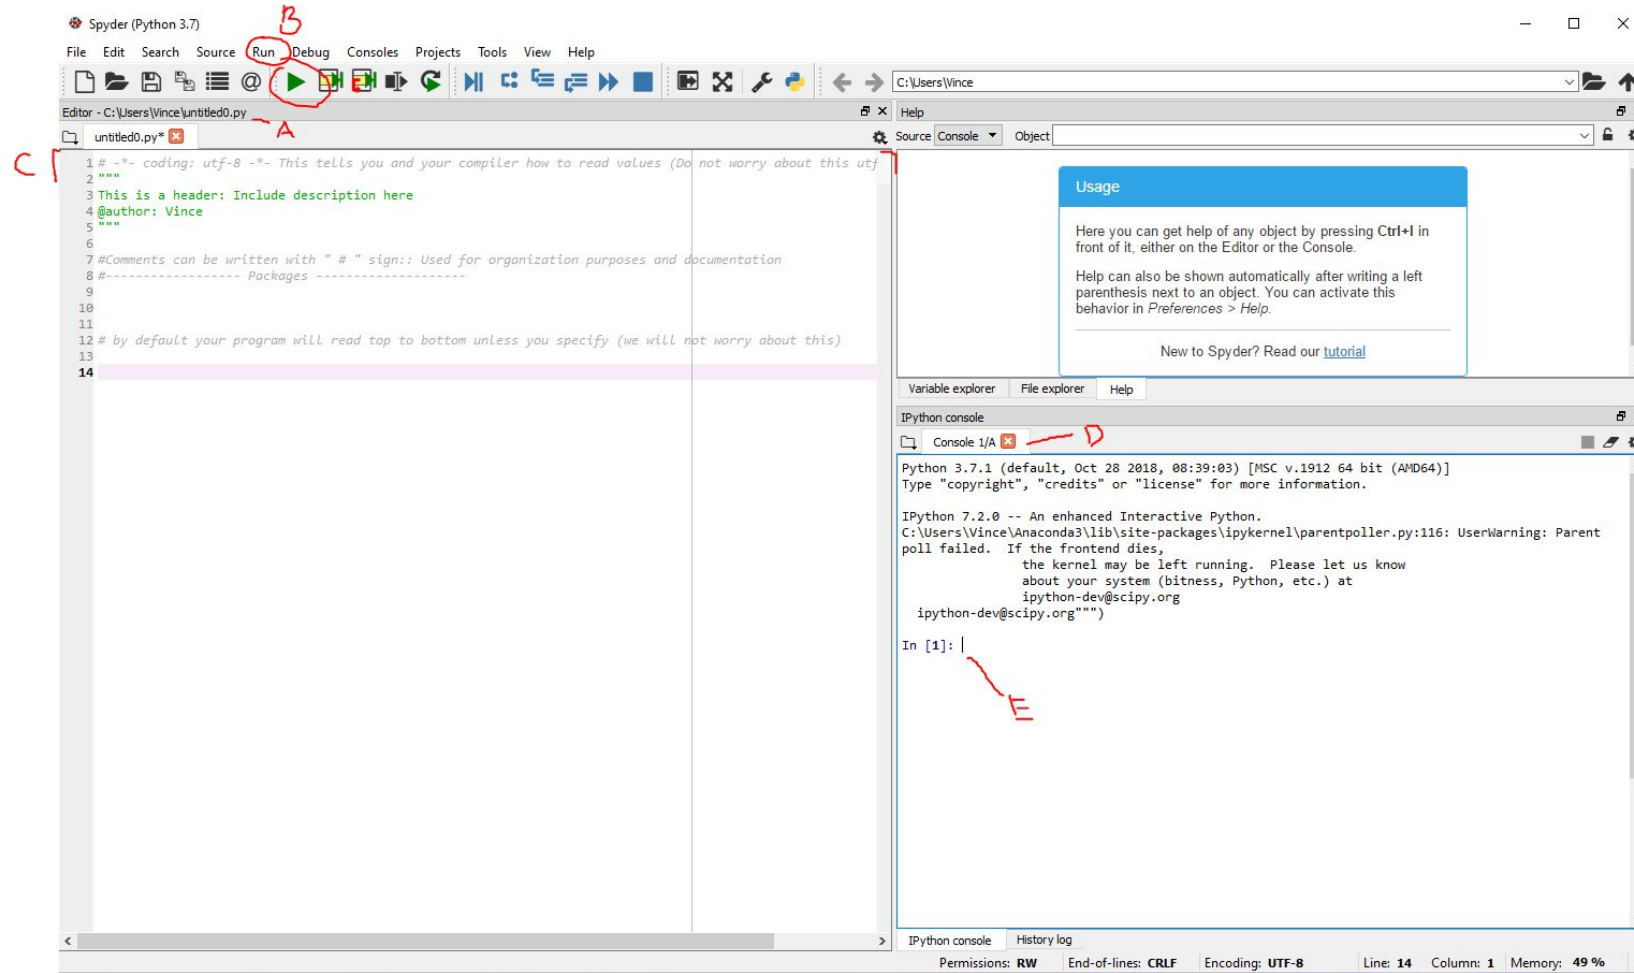 B
Spyder (Python 3.7)
File Edit Search Source Run Debug Consoles Projects Tools View Help
C:\Users\Vince
Editor - C:\Users\Vince\untitled0.py
A
untitled0.py*
C
1 # -*- coding: utf-8 -*- This tells you and your compiler how to read values (Do not worry about this utf
2 """
3 This is a header: Include description here
4 @author: Vince
5 """
6
7 #Comments can be written with " # " sign:: Used for organization purposes and documentation
8 #------------------ Packages --------------------
9
10
11
12 # by default your program will read top to bottom unless you specify (we will not worry about this)
13
14
Help
Source Console Object
Usage
Here you can get help of any object by pressing Ctrl+I in
front of it, either on the Editor or the Console.
Help can also be shown automatically after writing a left
parenthesis next to an object. You can activate this
behavior in Preferences > Help.
New to Spyder? Read our tutorial
Variable explorer File explorer Help
IPython console
Console 1/A
D
Python 3.7.1 (default, Oct 28 2018, 08:39:03) [MSC v.1912 64 bit (AMD64)]
Type "copyright", "credits" or "license" for more information.
IPython 7.2.0 -- An enhanced Interactive Python.
C:\Users\Vince\Anaconda3\lib\site-packages\ipykernel\parentpoller.py:116: UserWarning: Parent
poll failed.  If the frontend dies,
the kernel may be left running.  Please let us know
about your system (bitness, Python, etc.) at
ipython-dev@scipy.org
ipython-dev@scipy.org""")
In [1]:
E
IPython console History log
Permissions: RW End-of-lines: CRLF Encoding: UTF-8 Line: 14 Column: 1 Memory: 49 %